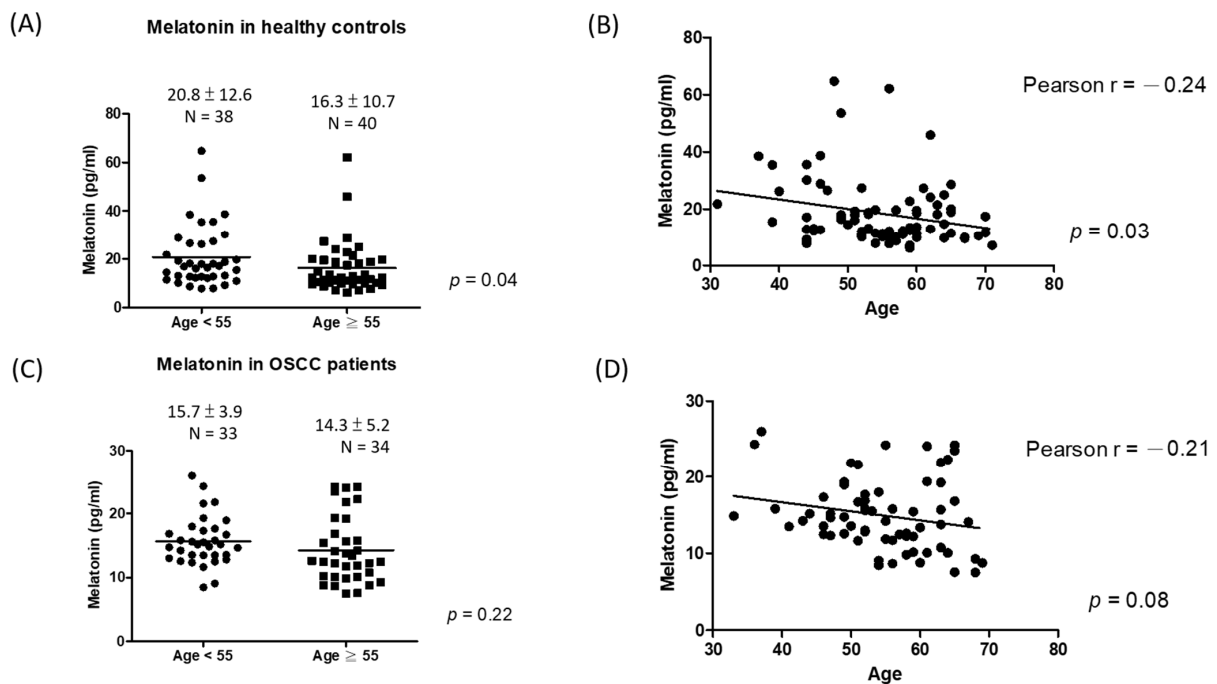 (A)
Melatonin in healthy controls
20.8 ± 12.6
N = 38
16.3 ± 10.7
N = 40
80
60
40
20
0
Melatonin (pg/ml)
Age < 55
Age ≧ 55
p = 0.04
(B)
80
60
40
20
0
Melatonin (pg/ml)
30
40
50
60
70
80
Age
Pearson r = −0.24
p = 0.03
(C)
Melatonin in OSCC patients
15.7 ± 3.9
N = 33
14.3 ± 5.2
N = 34
30
20
10
0
Melatonin (pg/ml)
Age < 55
Age ≧ 55
p = 0.22
(D)
30
20
10
0
Melatonin (pg/ml)
30
40
50
60
70
80
Age
Pearson r = −0.21
p = 0.08